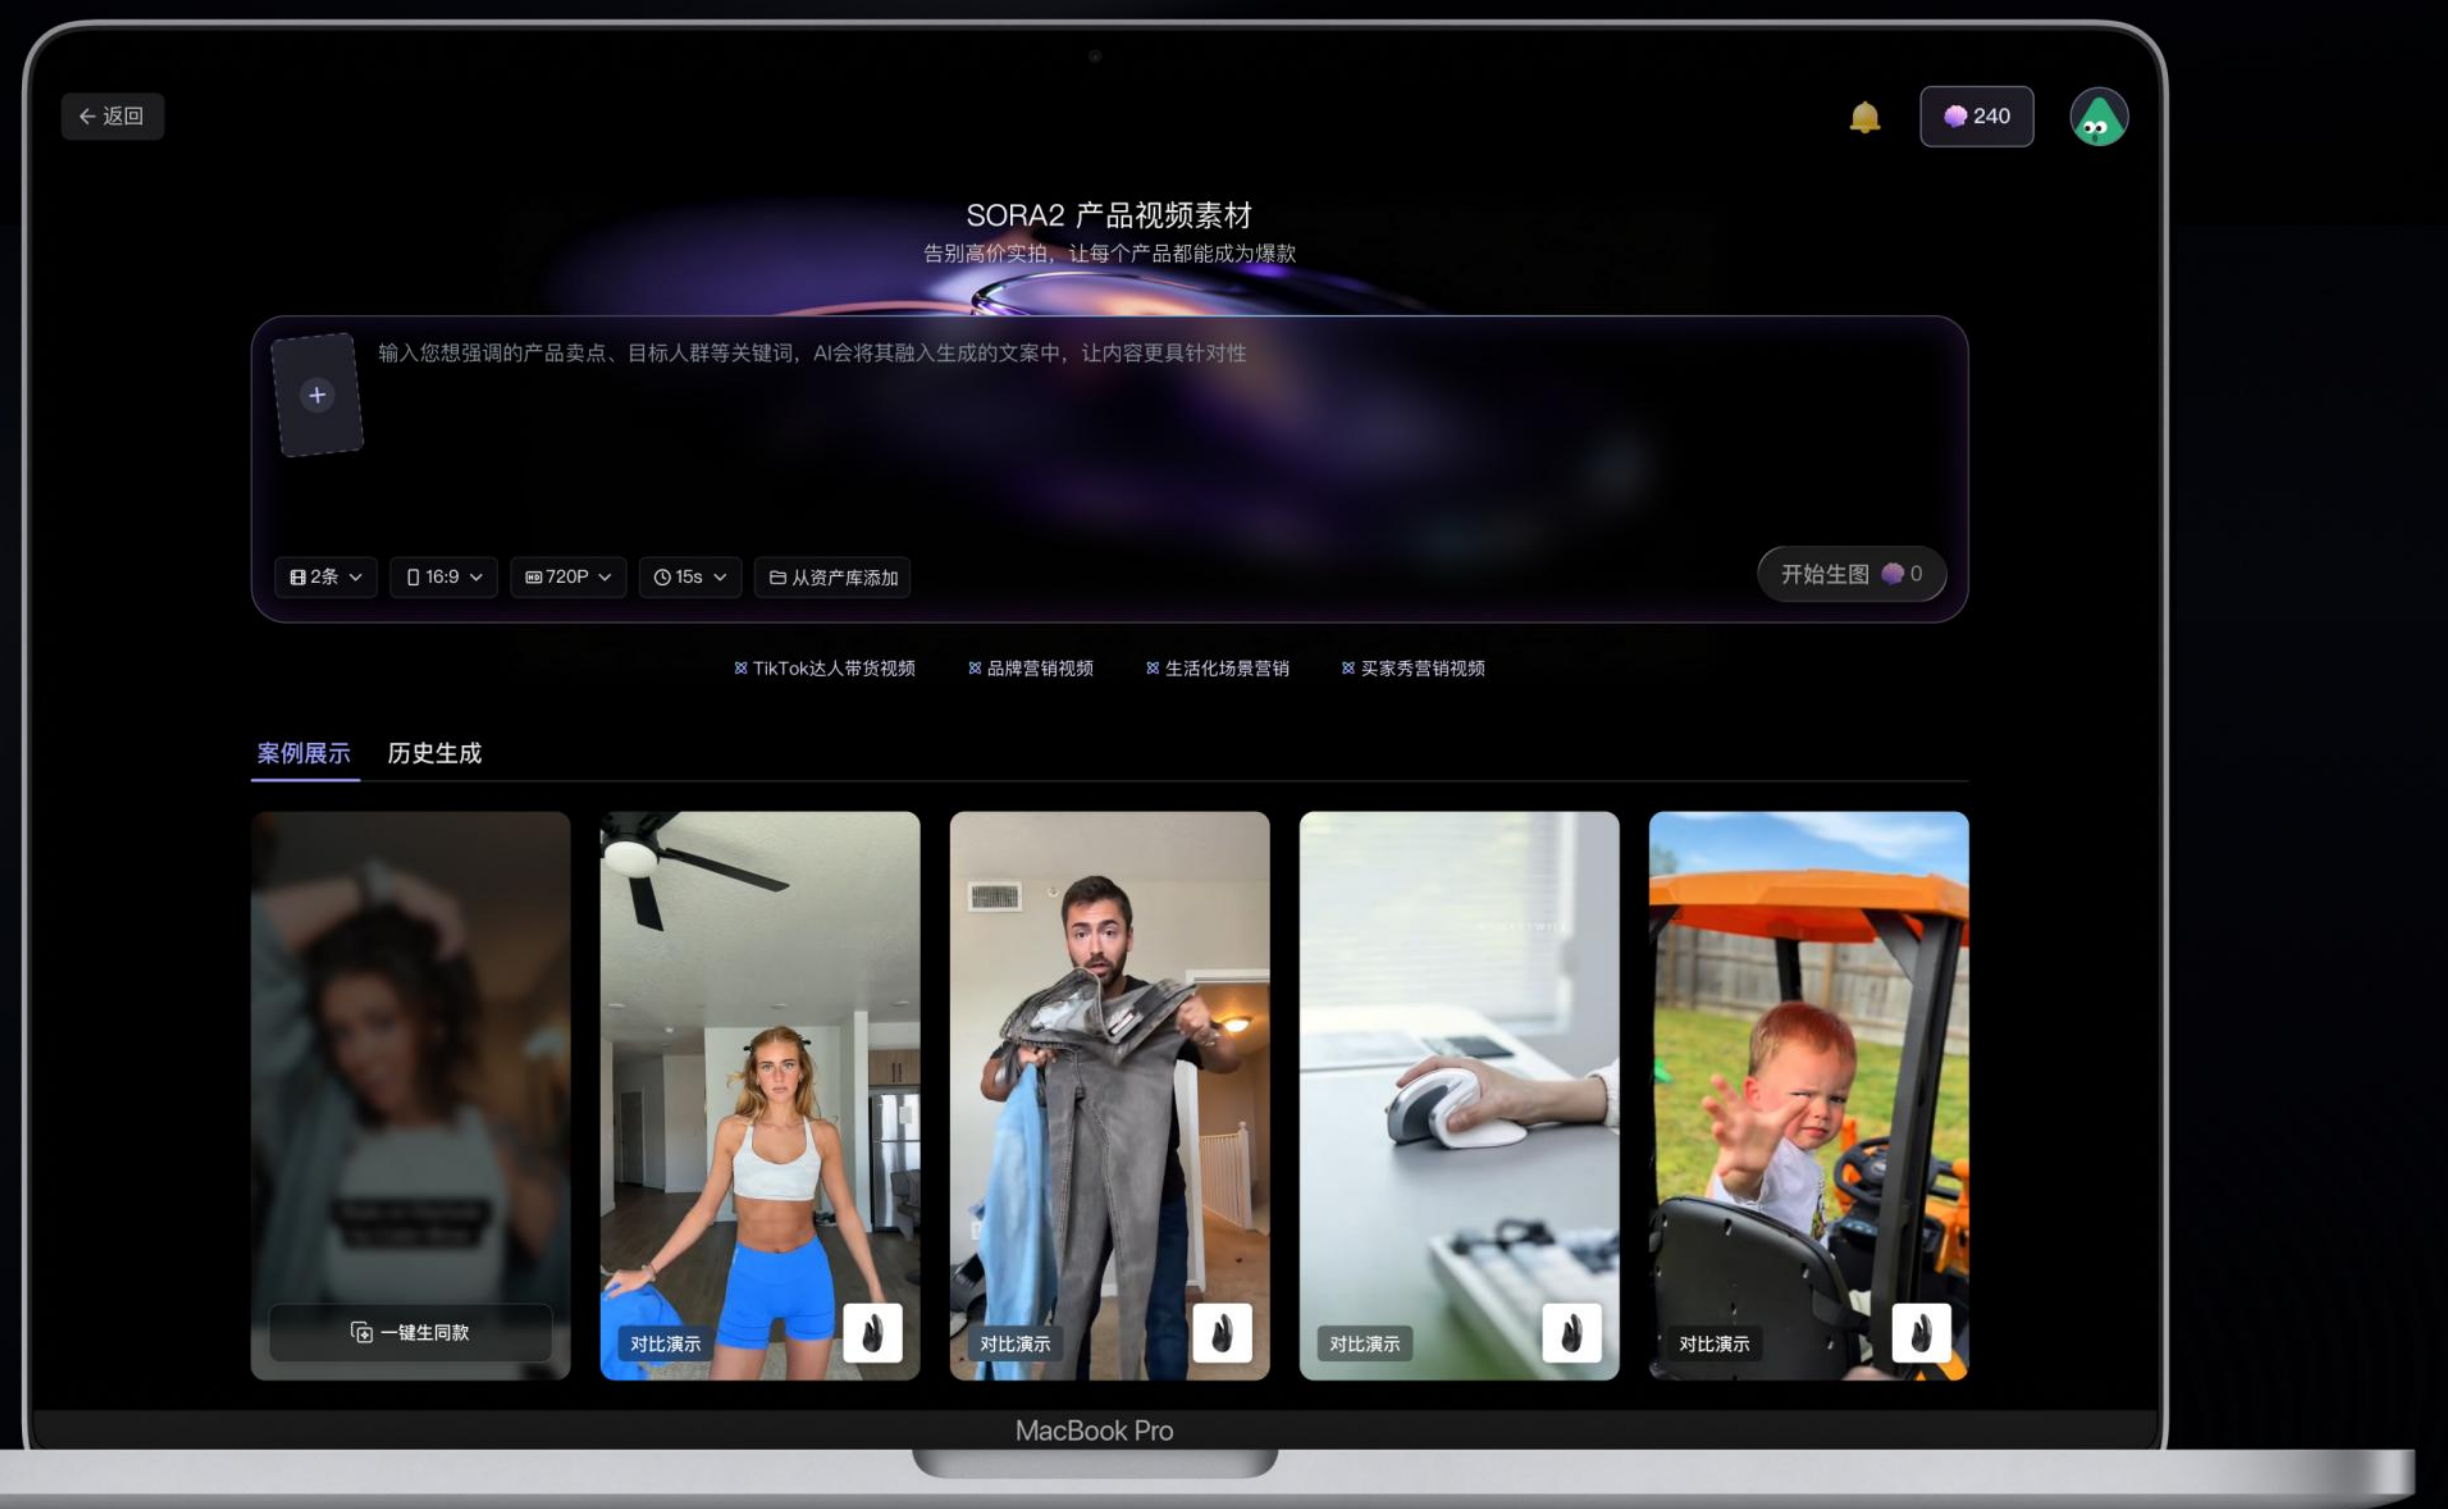 返回
240
SORA2 产品视频素材
告别高价实拍，让每个产品都能成为爆款
输入您想强调的产品卖点、目标人群等关键词，AI会将其融入生成的文案中，让内容更具针对性
2条
16:9
HD 720P
15s
从资产库添加
开始生图 0
TikTok达人带货视频
品牌营销视频
生活化场景营销
买家秀营销视频
案例展示
历史生成
一键生同款
对比演示
对比演示
对比演示
对比演示
MacBook Pro